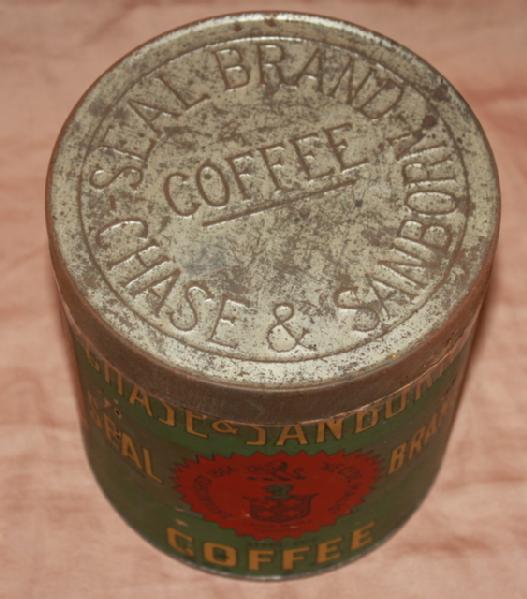 -SEAL BRAND-
COFFEE
CHASE & SANBORN
CHASE & SANBORN
SEAL BRAND
COFFEE